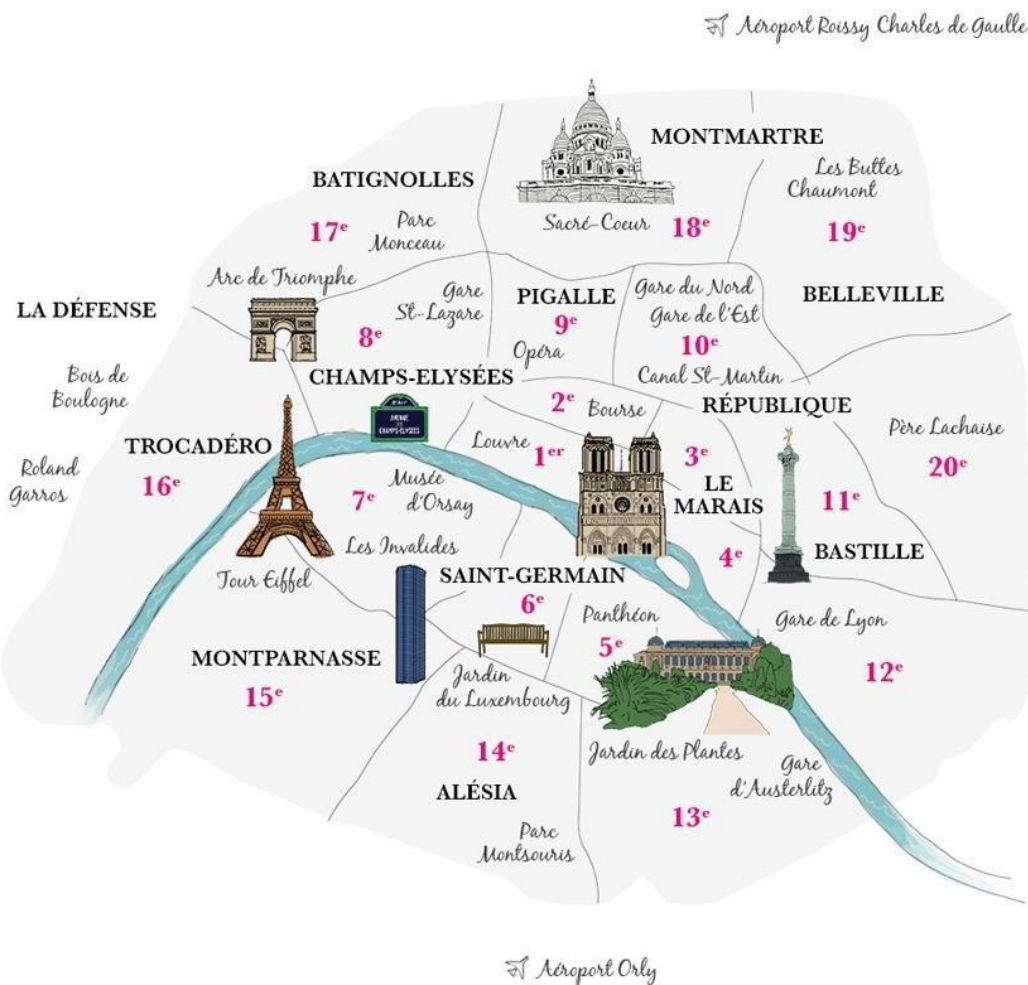 Aéroport Roissy Charles de Gaulle
MONTMARTRE
Les Buttes
Chaumont
BATIGNOLLES
Parc
Monceau
17e
Sacré-Coeur
18e
19e
Arc de Triomphe
LA DÉFENSE
Gare
St-Lazare
8e
PIGALLE
9e
Opéra
Gare du Nord
Gare de l'Est
10e
Canal St-Martin
BELLEVILLE
Bois de
Boulogne
CHAMPS-ELYSÉES
AVENUE
DES
CHAMPS-ELYSÉES
2e
Bourse
RÉPUBLIQUE
Père Lachaise
20e
TROCADÉRO
16e
Roland
Garros
Louvre
1er
3e
LE
MARAIS
Musée
d'Orsay
7e
Les Invalides
11e
BASTILLE
4e
Tour Eiffel
SAINT-GERMAIN
6e
Panthéon
5e
Gare de Lyon
12e
MONTPARNASSE
15e
Jardin
du Luxembourg
14e
ALÉSIA
Jardin des Plantes
Gare
d'Austerlitz
13e
Parc
Montsouris
Aéroport Orly